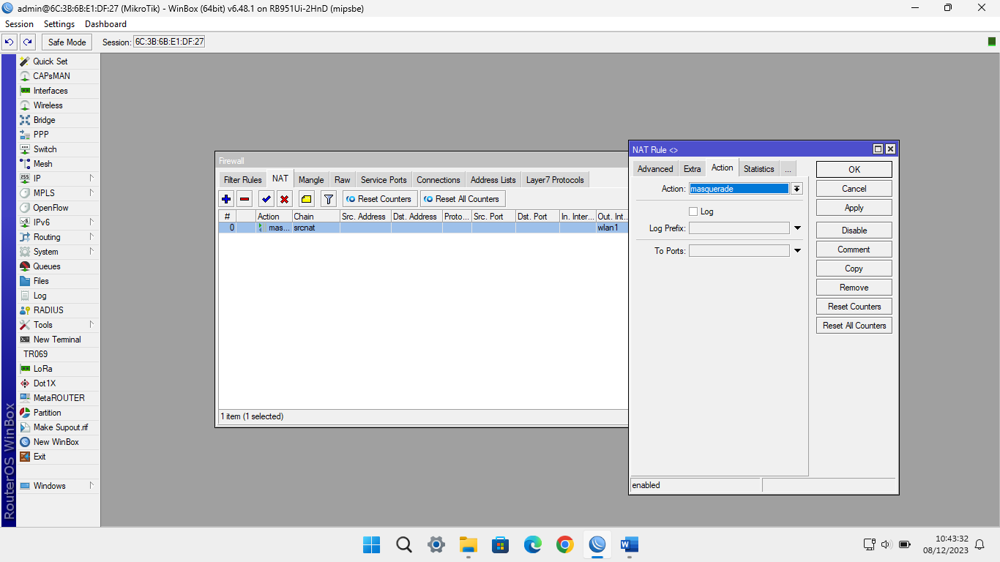 admin@6C:3B:6B:E1:DF:27 (MikroTik) - WinBox (64bit) v6.48.1 on RB951Ui-2HnD (mipsbe)
Session Settings Dashboard
Safe Mode Session: 6C:3B:6B:E1:DF:27
RouterOS WinBox
Quick Set
CAPsMAN
Interfaces
Wireless
Bridge
PPP
Switch
Mesh
IP
MPLS
OpenFlow
IPv6
Routing
System
Queues
Files
Log
RADIUS
Tools
New Terminal
TR069
LoRa
Dot1X
MetaROUTER
Partition
Make Supout.rif
New WinBox
Exit
Windows
Firewall
Filter Rules NAT Mangle Raw Service Ports Connections Address Lists Layer7 Protocols
Reset Counters Reset All Counters
# Action Chain Src. Address Dst. Address Proto... Src. Port Dst. Port In. Inter... Out. Int...
0 mas... srcnat wlan1
1 item (1 selected)
NAT Rule <>
Advanced Extra Action Statistics ...
Action: masquerade
Log
Log Prefix:
To Ports:
OK
Cancel
Apply
Disable
Comment
Copy
Remove
Reset Counters
Reset All Counters
enabled
10:43:32
08/12/2023